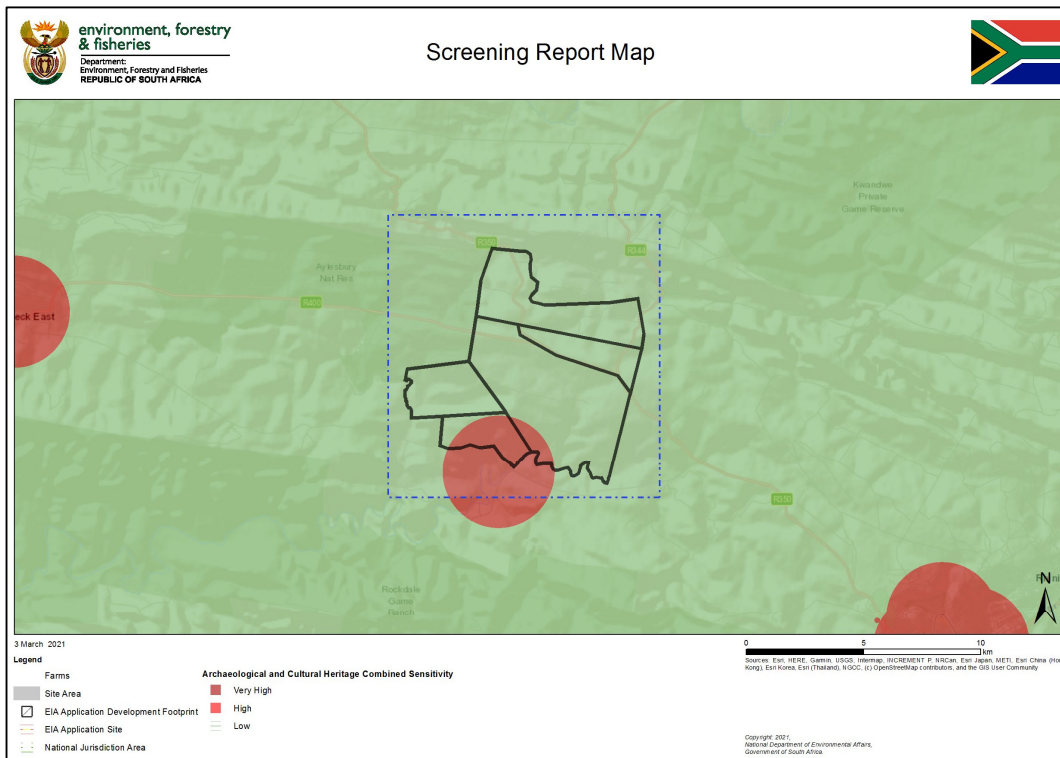 environment, forestry
& fisheries
Department:
Environment, Forestry and Fisheries
REPUBLIC OF SOUTH AFRICA
Screening Report Map
Kwandwe
Private
Game Reserve
R350
R344
Aylesbury
Nat Res
R400
eck East
R350
Rockdale
Game
Ranch
N
3 March 2021
0 5 10
km
Sources: Esri, HERE, Garmin, USGS, Intermap, INCREMENT P, NRCan, Esri Japan, METI, Esri China (Hon
Kong), Esri Korea, Esri (Thailand), NGCC, (c) OpenStreetMap contributors, and the GIS User Community
Legend
Farms
Site Area
EIA Application Development Footprint
EIA Application Site
National Jurisdiction Area
Archaeological and Cultural Heritage Combined Sensitivity
Very High
High
Low
Copyright: 2021,
National Department of Environmental Affairs,
Government of South Africa.